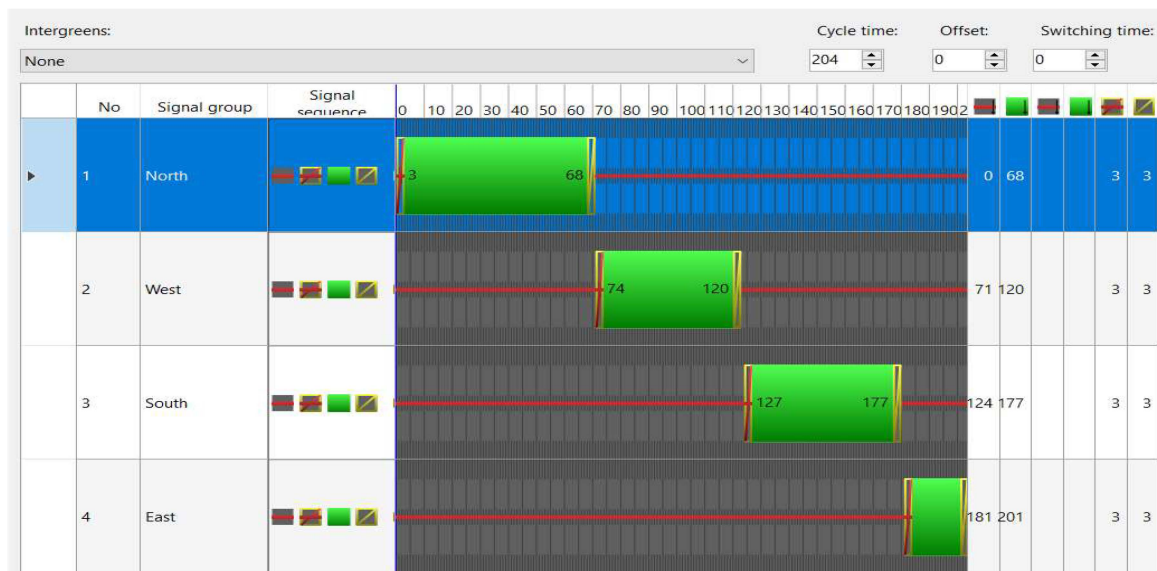 Intergreens: Cycle time: Offset: Switching time:
None 204 0 0
No Signal group Signal sequence 0 10 20 30 40 50 60 70 80 90 100 110 120 130 140 150 160 170 180 190 2
1 North 3 68 0 68 3 3
2 West 74 120 71 120 3 3
3 South 127 177 124 177 3 3
4 East 181 201 3 3